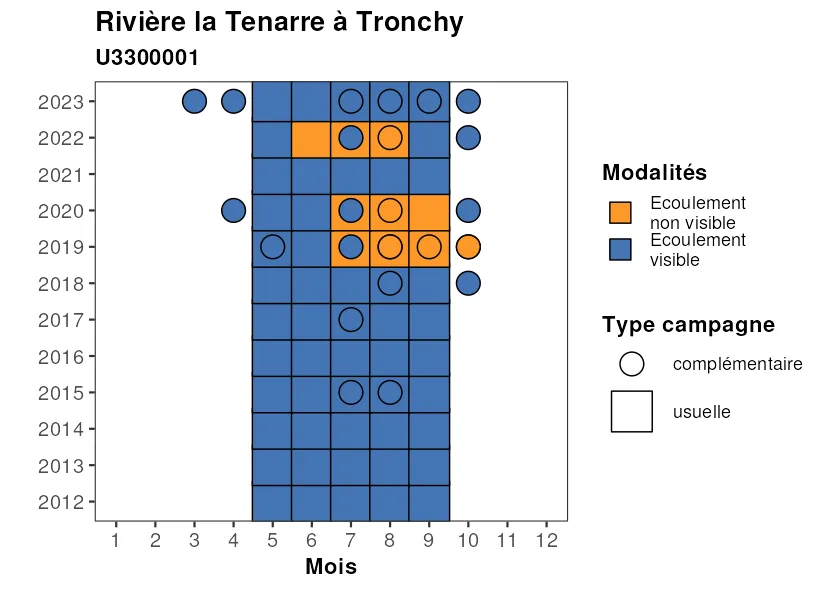 Rivière la Tenarre à Tronchy
U3300001
2023
2022
2021
2020
2019
2018
2017
2016
2015
2014
2013
2012
1 2 3 4 5 6 7 8 9 10 11 12
Mois
Modalités
Ecoulement
non visible
Ecoulement
visible
Type campagne
complémentaire
usuelle